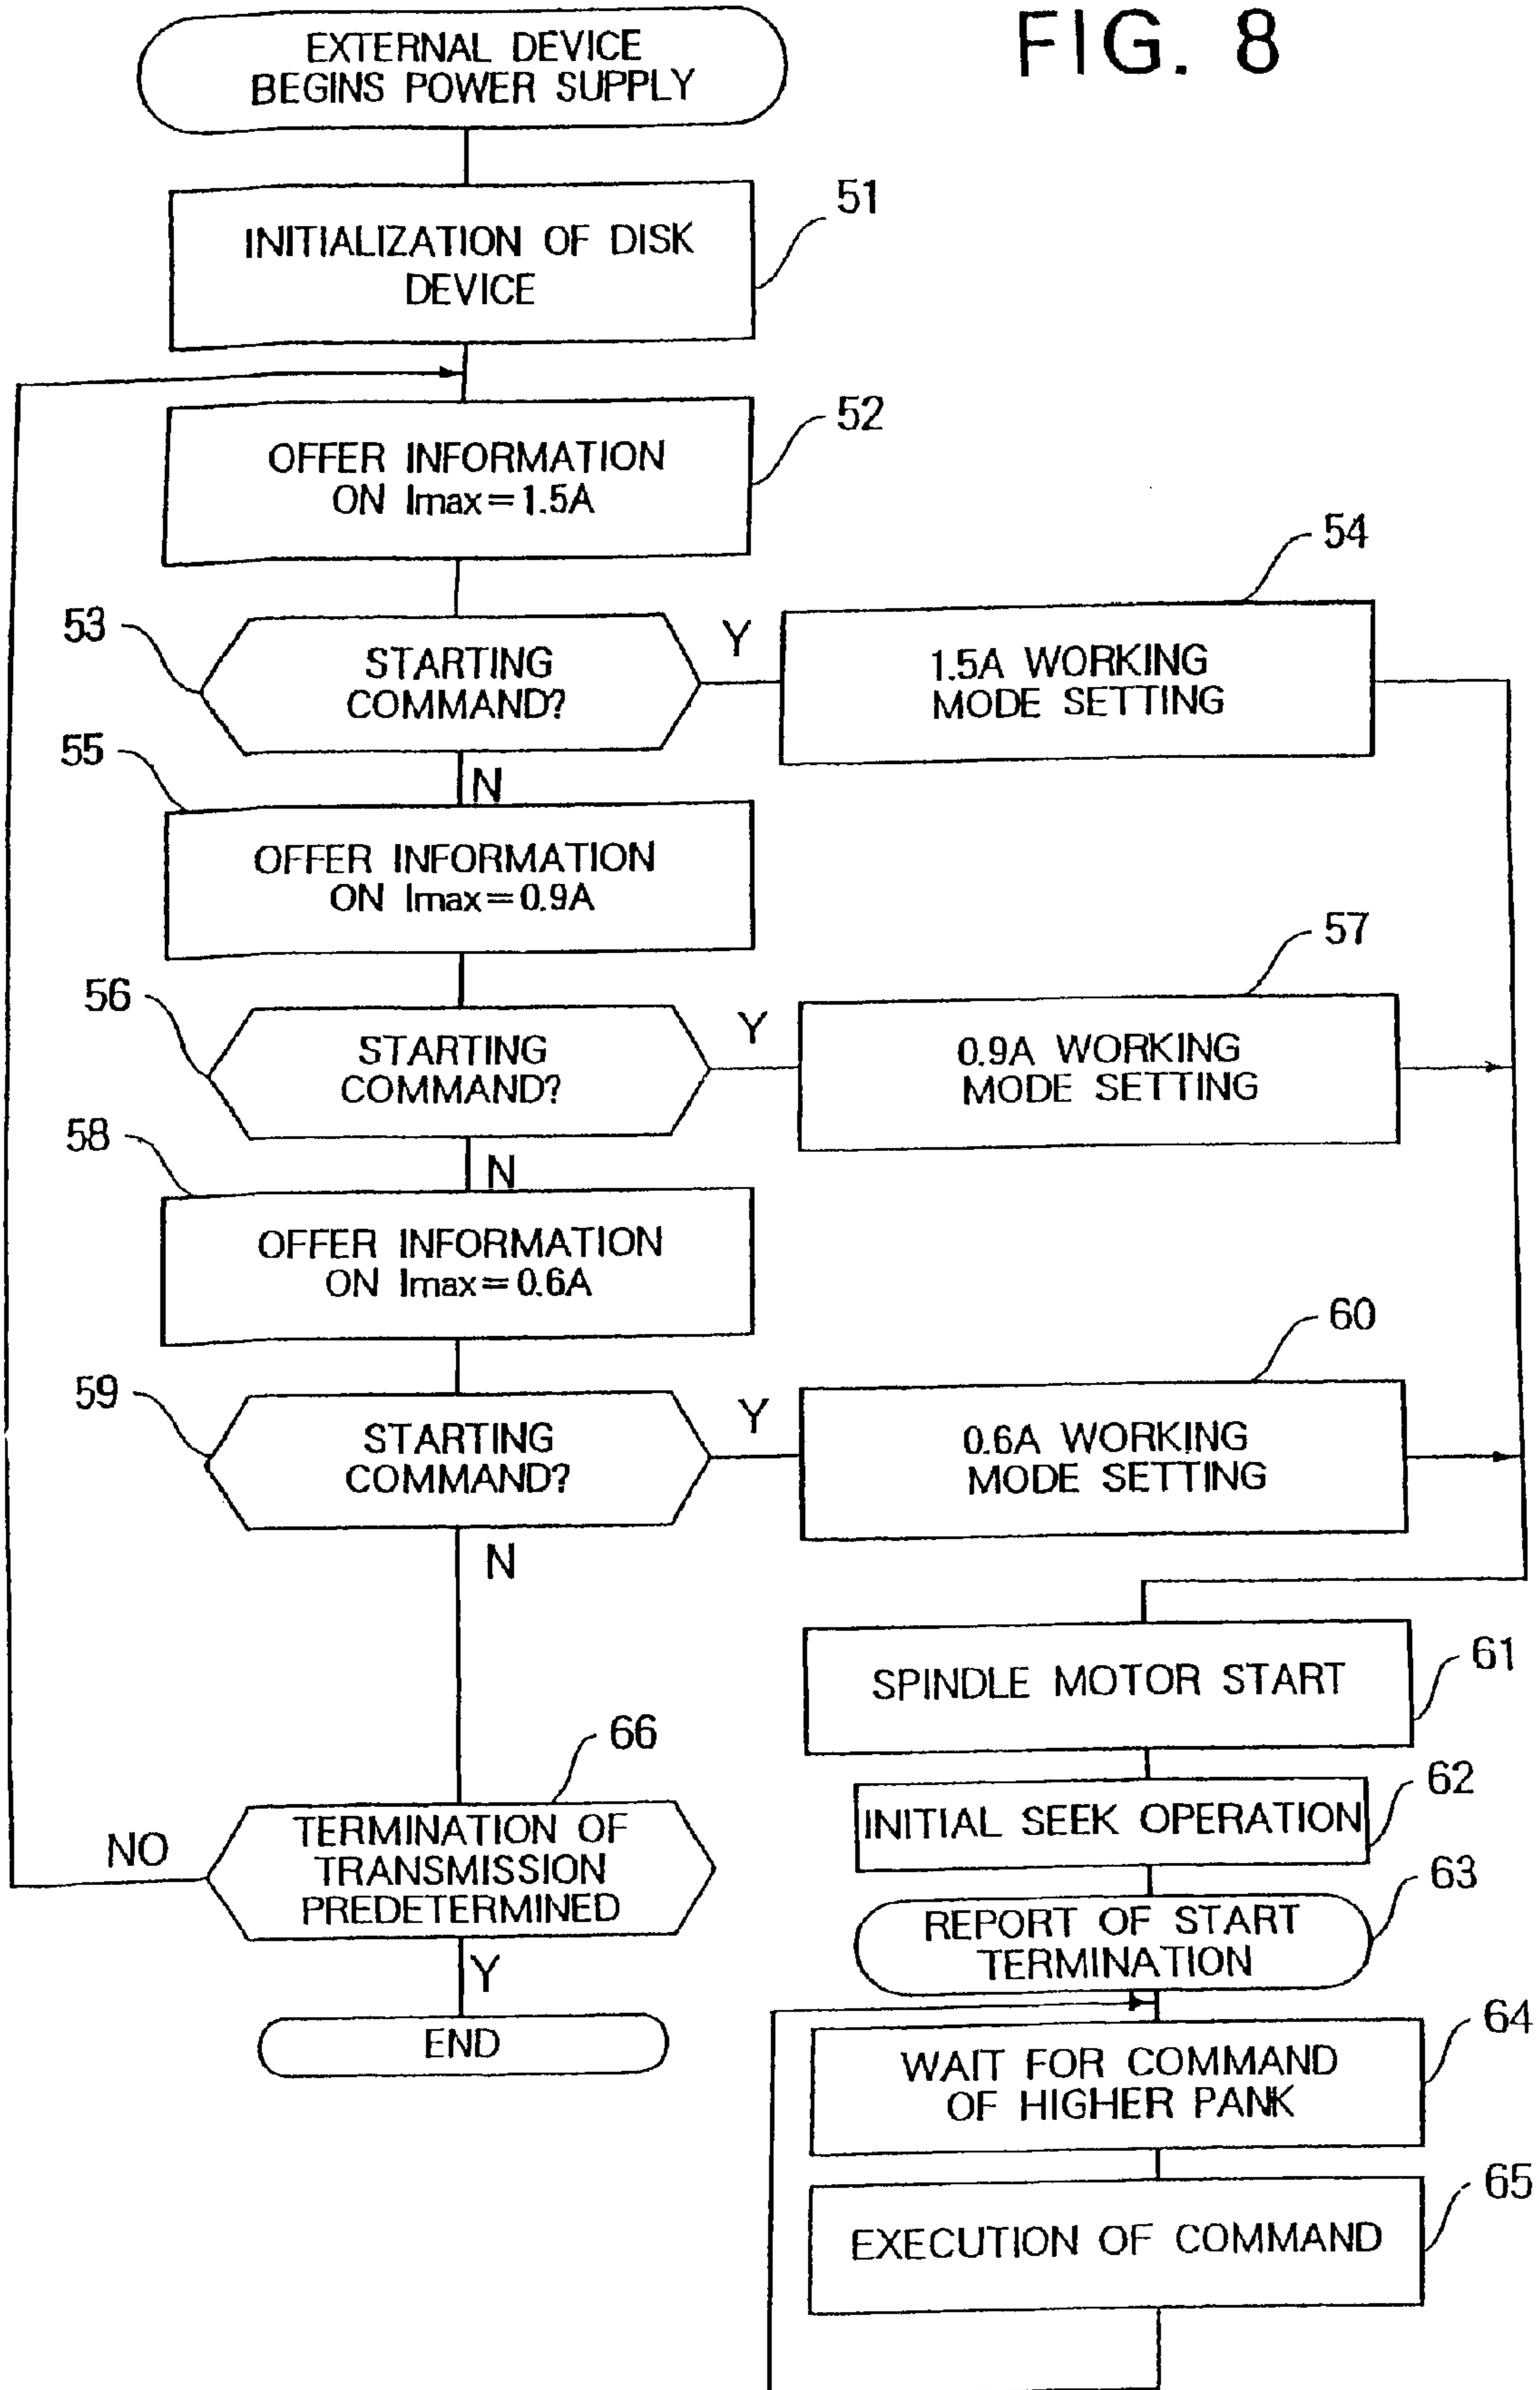 FIG. 8
EXTERNAL DEVICE
BEGINS POWER SUPPLY
51
INITIALIZATION OF DISK
DEVICE
52
OFFER INFORMATION
ON Imax=1.5A
53
STARTING
COMMAND?
Y
54
1.5A WORKING
MODE SETTING
N
55
OFFER INFORMATION
ON Imax=0.9A
56
STARTING
COMMAND?
Y
57
0.9A WORKING
MODE SETTING
N
58
OFFER INFORMATION
ON Imax=0.6A
59
STARTING
COMMAND?
Y
60
0.6A WORKING
MODE SETTING
N
61
SPINDLE MOTOR START
62
INITIAL SEEK OPERATION
63
REPORT OF START
TERMINATION
64
WAIT FOR COMMAND
OF HIGHER PANK
65
EXECUTION OF COMMAND
66
TERMINATION OF
TRANSMISSION
PREDETERMINED
NO
Y
END